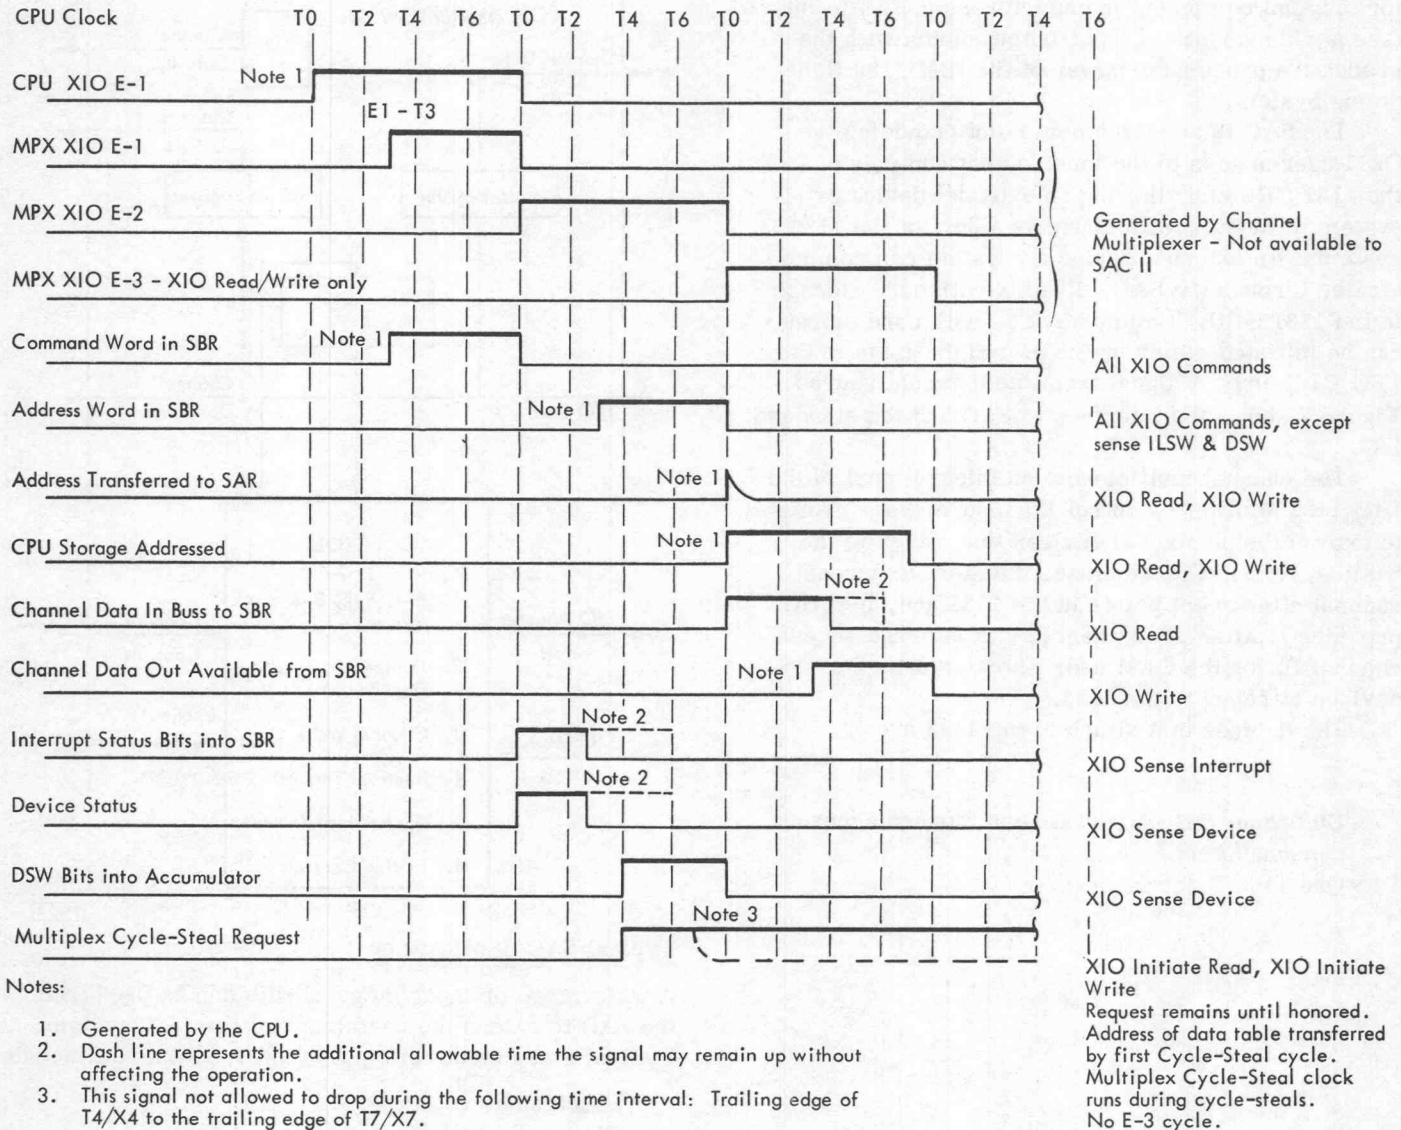 CPU Clock T0 T2 T4 T6 T0 T2 T4 T6 T0 T2 T4 T6 T0 T2 T4 T6
CPU XIO E-1 Note 1
E1 - T3
MPX XIO E-1
MPX XIO E-2
Generated by Channel
Multiplexer - Not available to
SAC II
MPX XIO E-3 - XIO Read/Write only
Command Word in SBR Note 1
All XIO Commands
Address Word in SBR Note 1
All XIO Commands, except
sense ILSW & DSW
Address Transferred to SAR Note 1
XIO Read, XIO Write
CPU Storage Addressed Note 1
XIO Read, XIO Write
Note 2
Channel Data In Buss to SBR
XIO Read
Channel Data Out Available from SBR Note 1
XIO Write
Note 2
Interrupt Status Bits into SBR
XIO Sense Interrupt
Note 2
Device Status
XIO Sense Device
DSW Bits into Accumulator
XIO Sense Device
Note 3
Multiplex Cycle-Steal Request
XIO Initiate Read, XIO Initiate
Write
Request remains until honored.
Address of data table transferred
by first Cycle-Steal cycle.
Multiplex Cycle-Steal clock
runs during cycle-steals.
No E-3 cycle.
Notes:
1. Generated by the CPU.
2. Dash line represents the additional allowable time the signal may remain up without
affecting the operation.
3. This signal not allowed to drop during the following time interval: Trailing edge of
T4/X4 to the trailing edge of T7/X7.